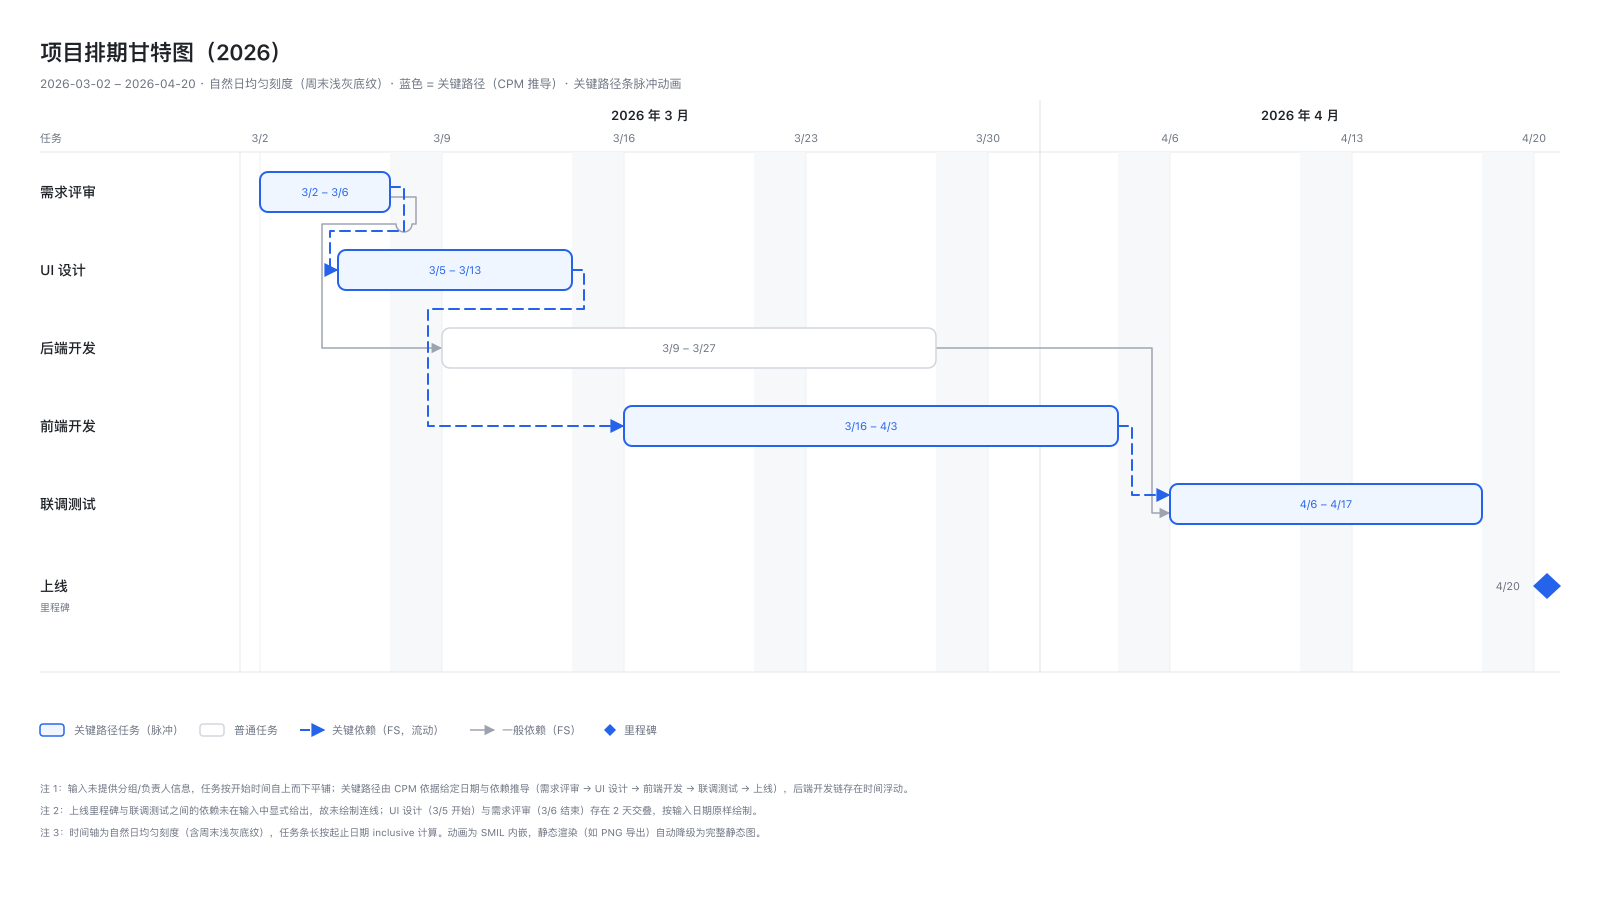 项目排期甘特图（2026）
2026-03-02 – 2026-04-20 · 自然日均匀刻度（周末浅灰底纹）· 蓝色 = 关键路径（CPM 推导）· 关键路径条脉冲动画
2026 年 3 月 2026 年 4 月
任务 3/2 3/9 3/16 3/23 3/30 4/6 4/13 4/20
需求评审 3/2 – 3/6
UI 设计 3/5 – 3/13
后端开发 3/9 – 3/27
前端开发 3/16 – 4/3
联调测试 4/6 – 4/17
上线 4/20
里程碑
关键路径任务（脉冲） 普通任务 关键依赖（FS，流动） 一般依赖（FS） 里程碑
注 1：输入未提供分组/负责人信息，任务按开始时间自上而下平铺；关键路径由 CPM 依据给定日期与依赖推导（需求评审 → UI 设计 → 前端开发 → 联调测试 → 上线），后端开发链存在时间浮动。
注 2：上线里程碑与联调测试之间的依赖未在输入中显式给出，故未绘制连线；UI 设计（3/5 开始）与需求评审（3/6 结束）存在 2 天交叠，按输入日期原样绘制。
注 3：时间轴为自然日均匀刻度（含周末浅灰底纹），任务条长按起止日期 inclusive 计算。动画为 SMIL 内嵌，静态渲染（如 PNG 导出）自动降级为完整静态图。